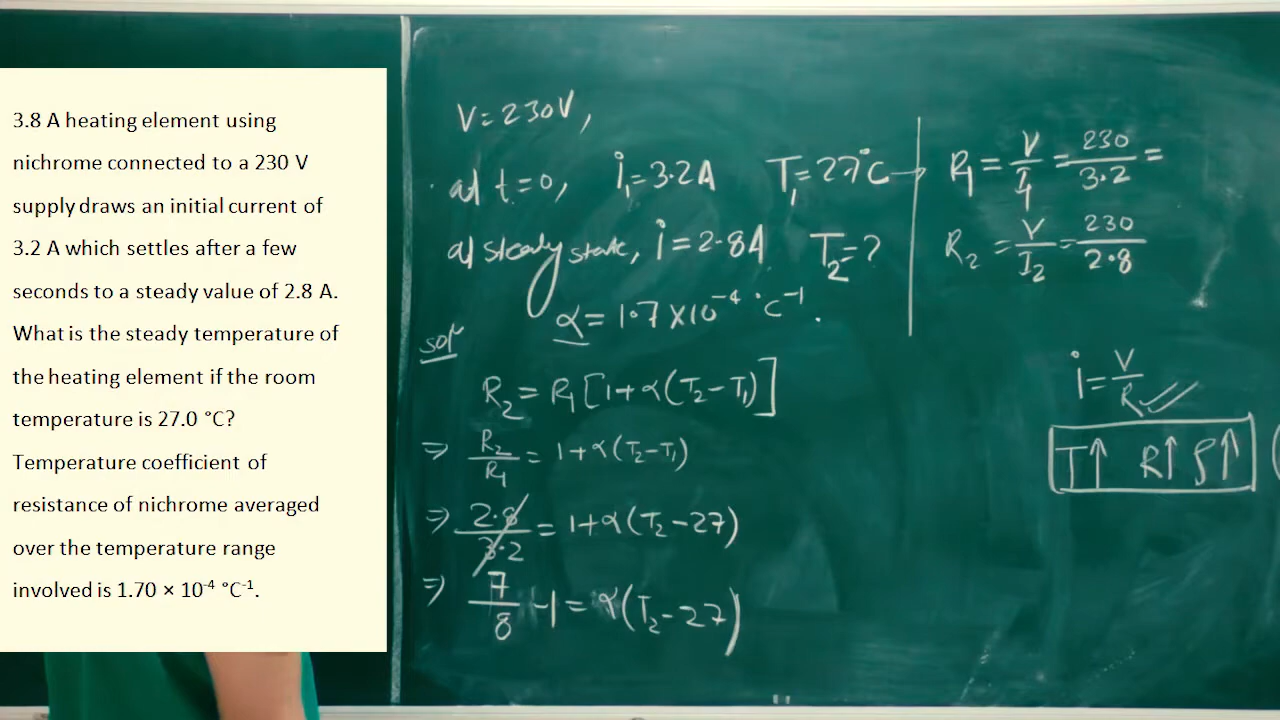 3.8 A heating element using
nichrome connected to a 230 V
supply draws an initial current of
3.2 A which settles after a few
seconds to a steady value of 2.8 A.
What is the steady temperature of
the heating element if the room
temperature is 27.0 °C?
Temperature coefficient of
resistance of nichrome averaged
over the temperature range
involved is 1.70 × 10⁻⁴ °C⁻¹.
V = 230V,
at t=0, i₁=3.2A T₁=27°C →
at steady state, i = 2.8A T₂=?
α = 1.7×10⁻⁴ °C⁻¹.
solⁿ
R₂ = R₁[1+α(T₂-T₁)]
⇒ R₂/R₁ = 1+α(T₂-T₁)
⇒ 2.8/3.2 = 1+α(T₂-27)
⇒ 7/8 -1 = α(T₂-27)
R₁ = V/I₁ = 230/3.2 =
R₂ = V/I₂ = 230/2.8
i = V/R
T↑ R↑ ρ↑